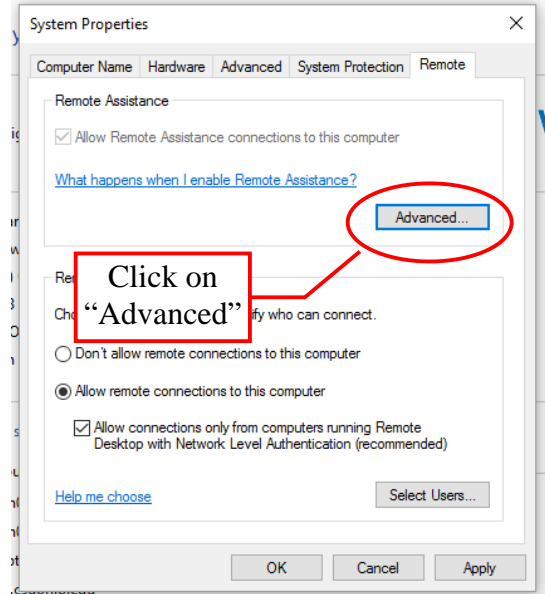 System Properties
Computer Name Hardware Advanced System Protection Remote
Remote Assistance
Allow Remote Assistance connections to this computer
What happens when I enable Remote Assistance?
Advanced...
Click on
“Advanced”
who can connect.
Don't allow remote connections to this computer
Allow remote connections to this computer
Allow connections only from computers running Remote
Desktop with Network Level Authentication (recommended)
Help me choose
Select Users...
OK Cancel Apply